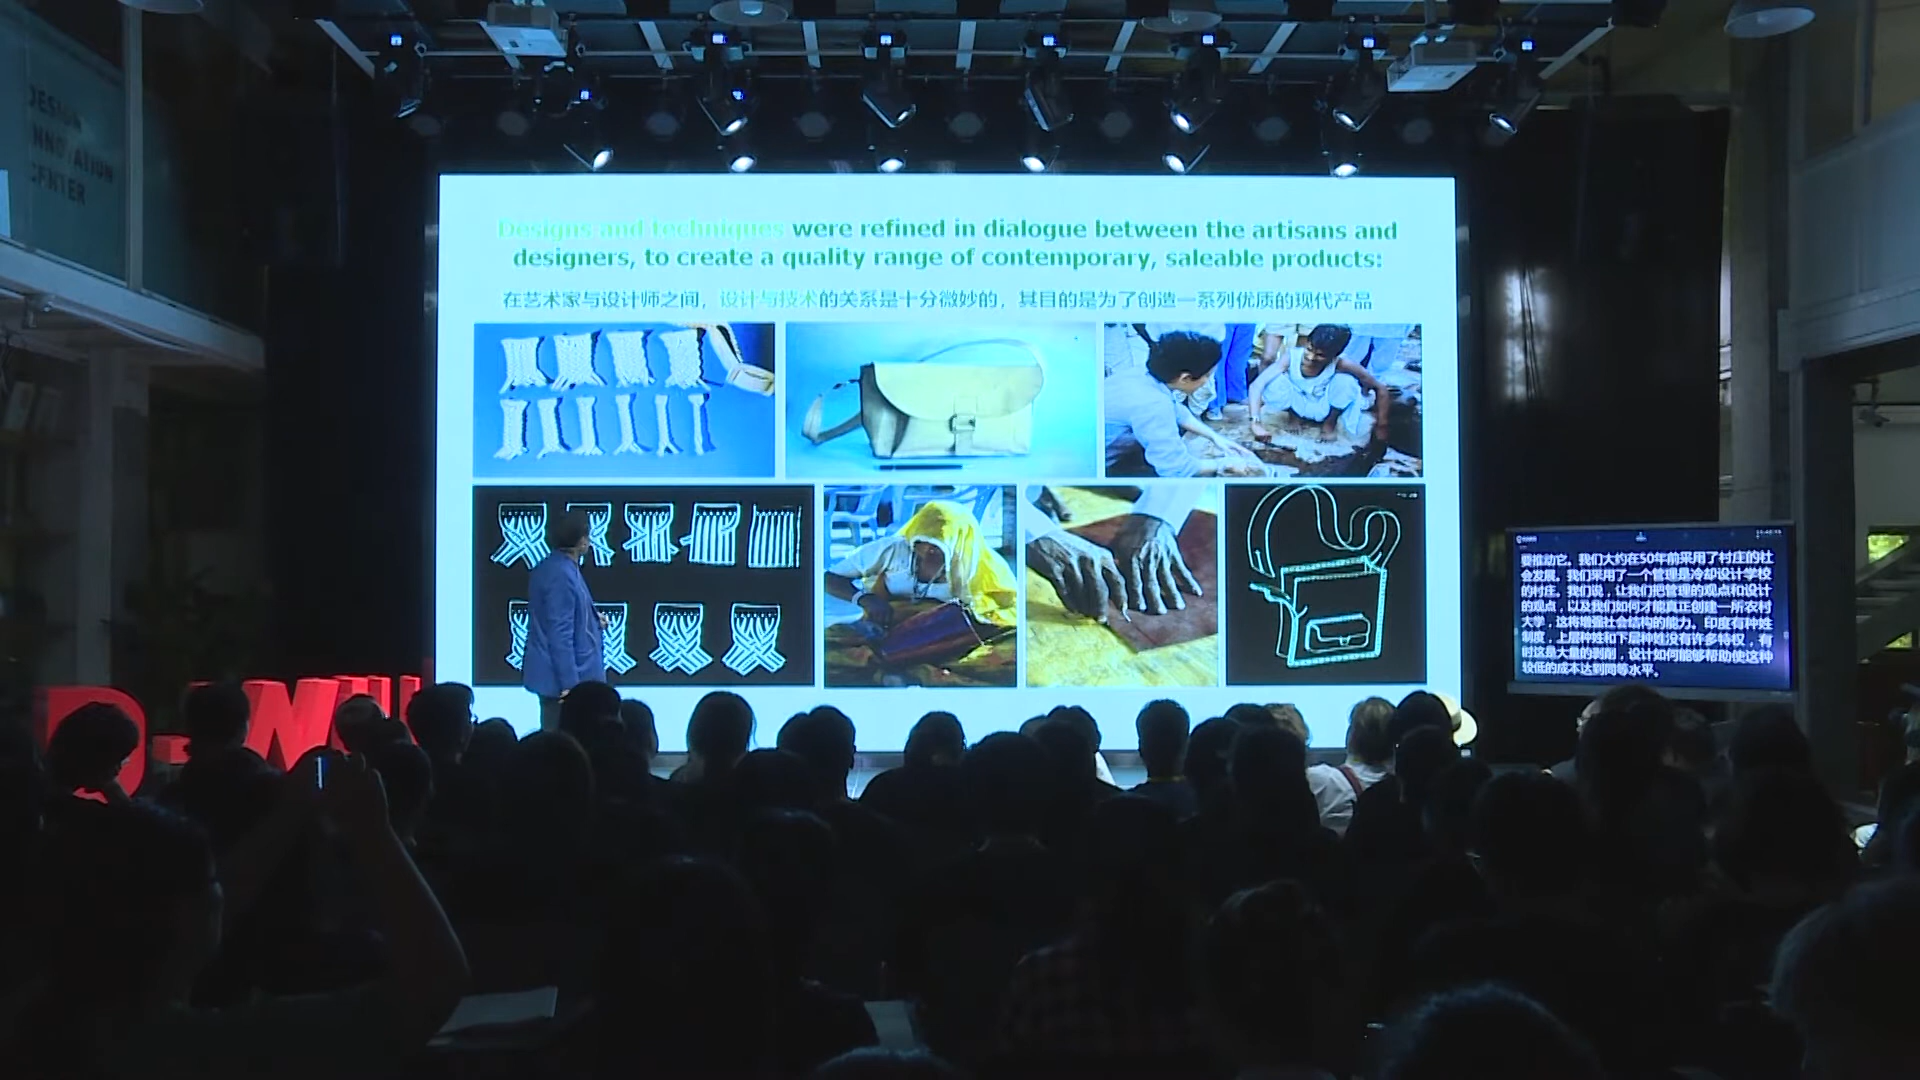 DESIGN
INNOVATION
CENTER
Designs and techniques were refined in dialogue between the artisans and
designers, to create a quality range of contemporary, saleable products:
在艺术家与设计师之间，设计与技术的关系是十分微妙的，其目的是为了创造一系列优质的现代产品
要推动它。我们大约在50年前采用了村庄的社
会发展。我们采用了一个管理是冷却设计学校
的村庄。我们说，让我们把管理的观点和设计
的观点，以及我们如何才能真正创建一所农村
大学，这将增强社会结构的能力。印度有种姓
制度，上层种姓和下层种姓没有许多特权，有
时这是大量的剥削，设计如何能够帮助使这种
较低的成本达到同等水平。